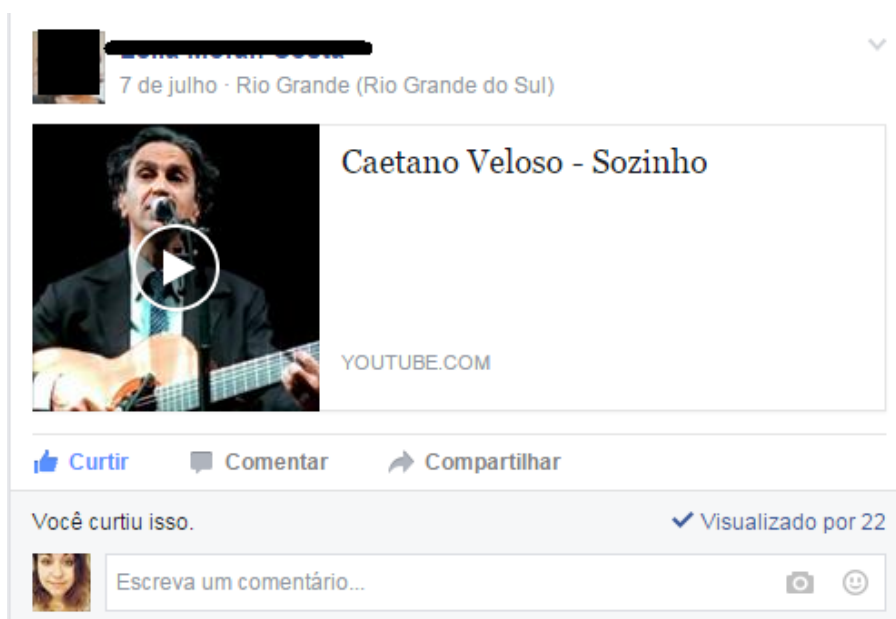 7 de julho · Rio Grande (Rio Grande do Sul)
Caetano Veloso - Sozinho
YOUTUBE.COM
Curtir Comentar Compartilhar
Você curtiu isso. Visualizado por 22
Escreva um comentário...